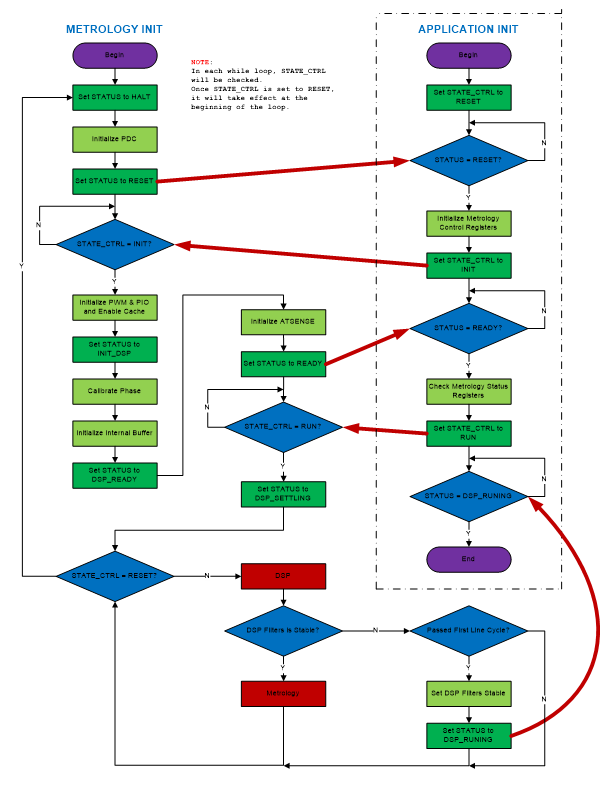 METROLOGY INIT
Begin
Set STATUS to HALT
Initialize PDC
Set STATUS to RESET
STATE_CTRL = INIT?
N
Y
Y
Initialize PWM & PIC
and Enable Cache
Set STATUS to
INIT_DSP
Calibrate Phase
Initialize Internal Buffer
Set STATUS to
DSP_READY
NOTE:
In each while loop, STATE_CTRL
will be checked.
Once STATE_CTRL is set to RESET,
it will take effect at the
beginning of the loop.
Initialize ATSENSE
Set STATUS to READY
STATE_CTRL = RUN?
N
Y
Set STATUS to
DSP_SETTLING
STATE_CTRL = RESET?
N
DSP
DSP Filters Is Stable?
N
Y
Metrology
Passed First Line Cycle?
Y
N
Set DSP Filters Stable
Set STATUS to
DSP_RUNING
APPLICATION INIT
Begin
Set STATE_CTRL to
RESET
STATUS = RESET?
N
Y
Initialize Metrology
Control Registers
Set STATE_CTRL to
INIT
STATUS = READY?
N
Y
Check Metrology Status
Registers
Set STATE_CTRL to
RUN
STATUS = DSP_RUNING
N
Y
End